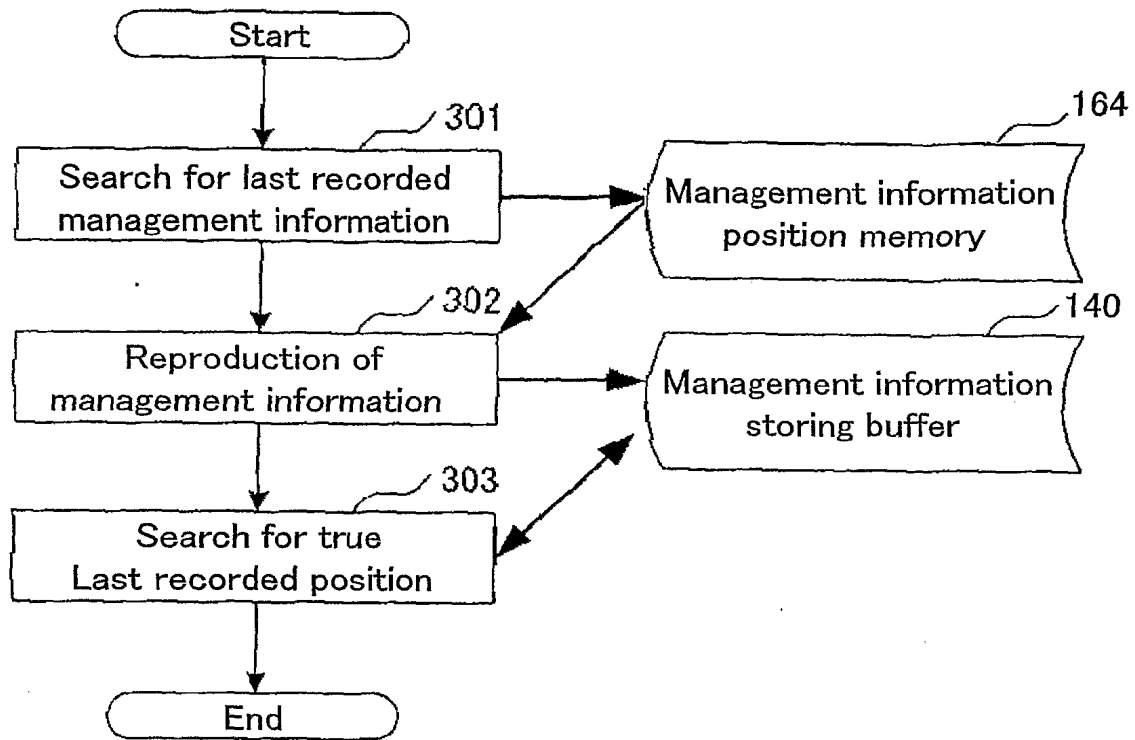 Start
301
Search for last recorded
management information
164
Management information
position memory
302
Reproduction of
management information
140
Management information
storing buffer
303
Search for true
Last recorded position
End